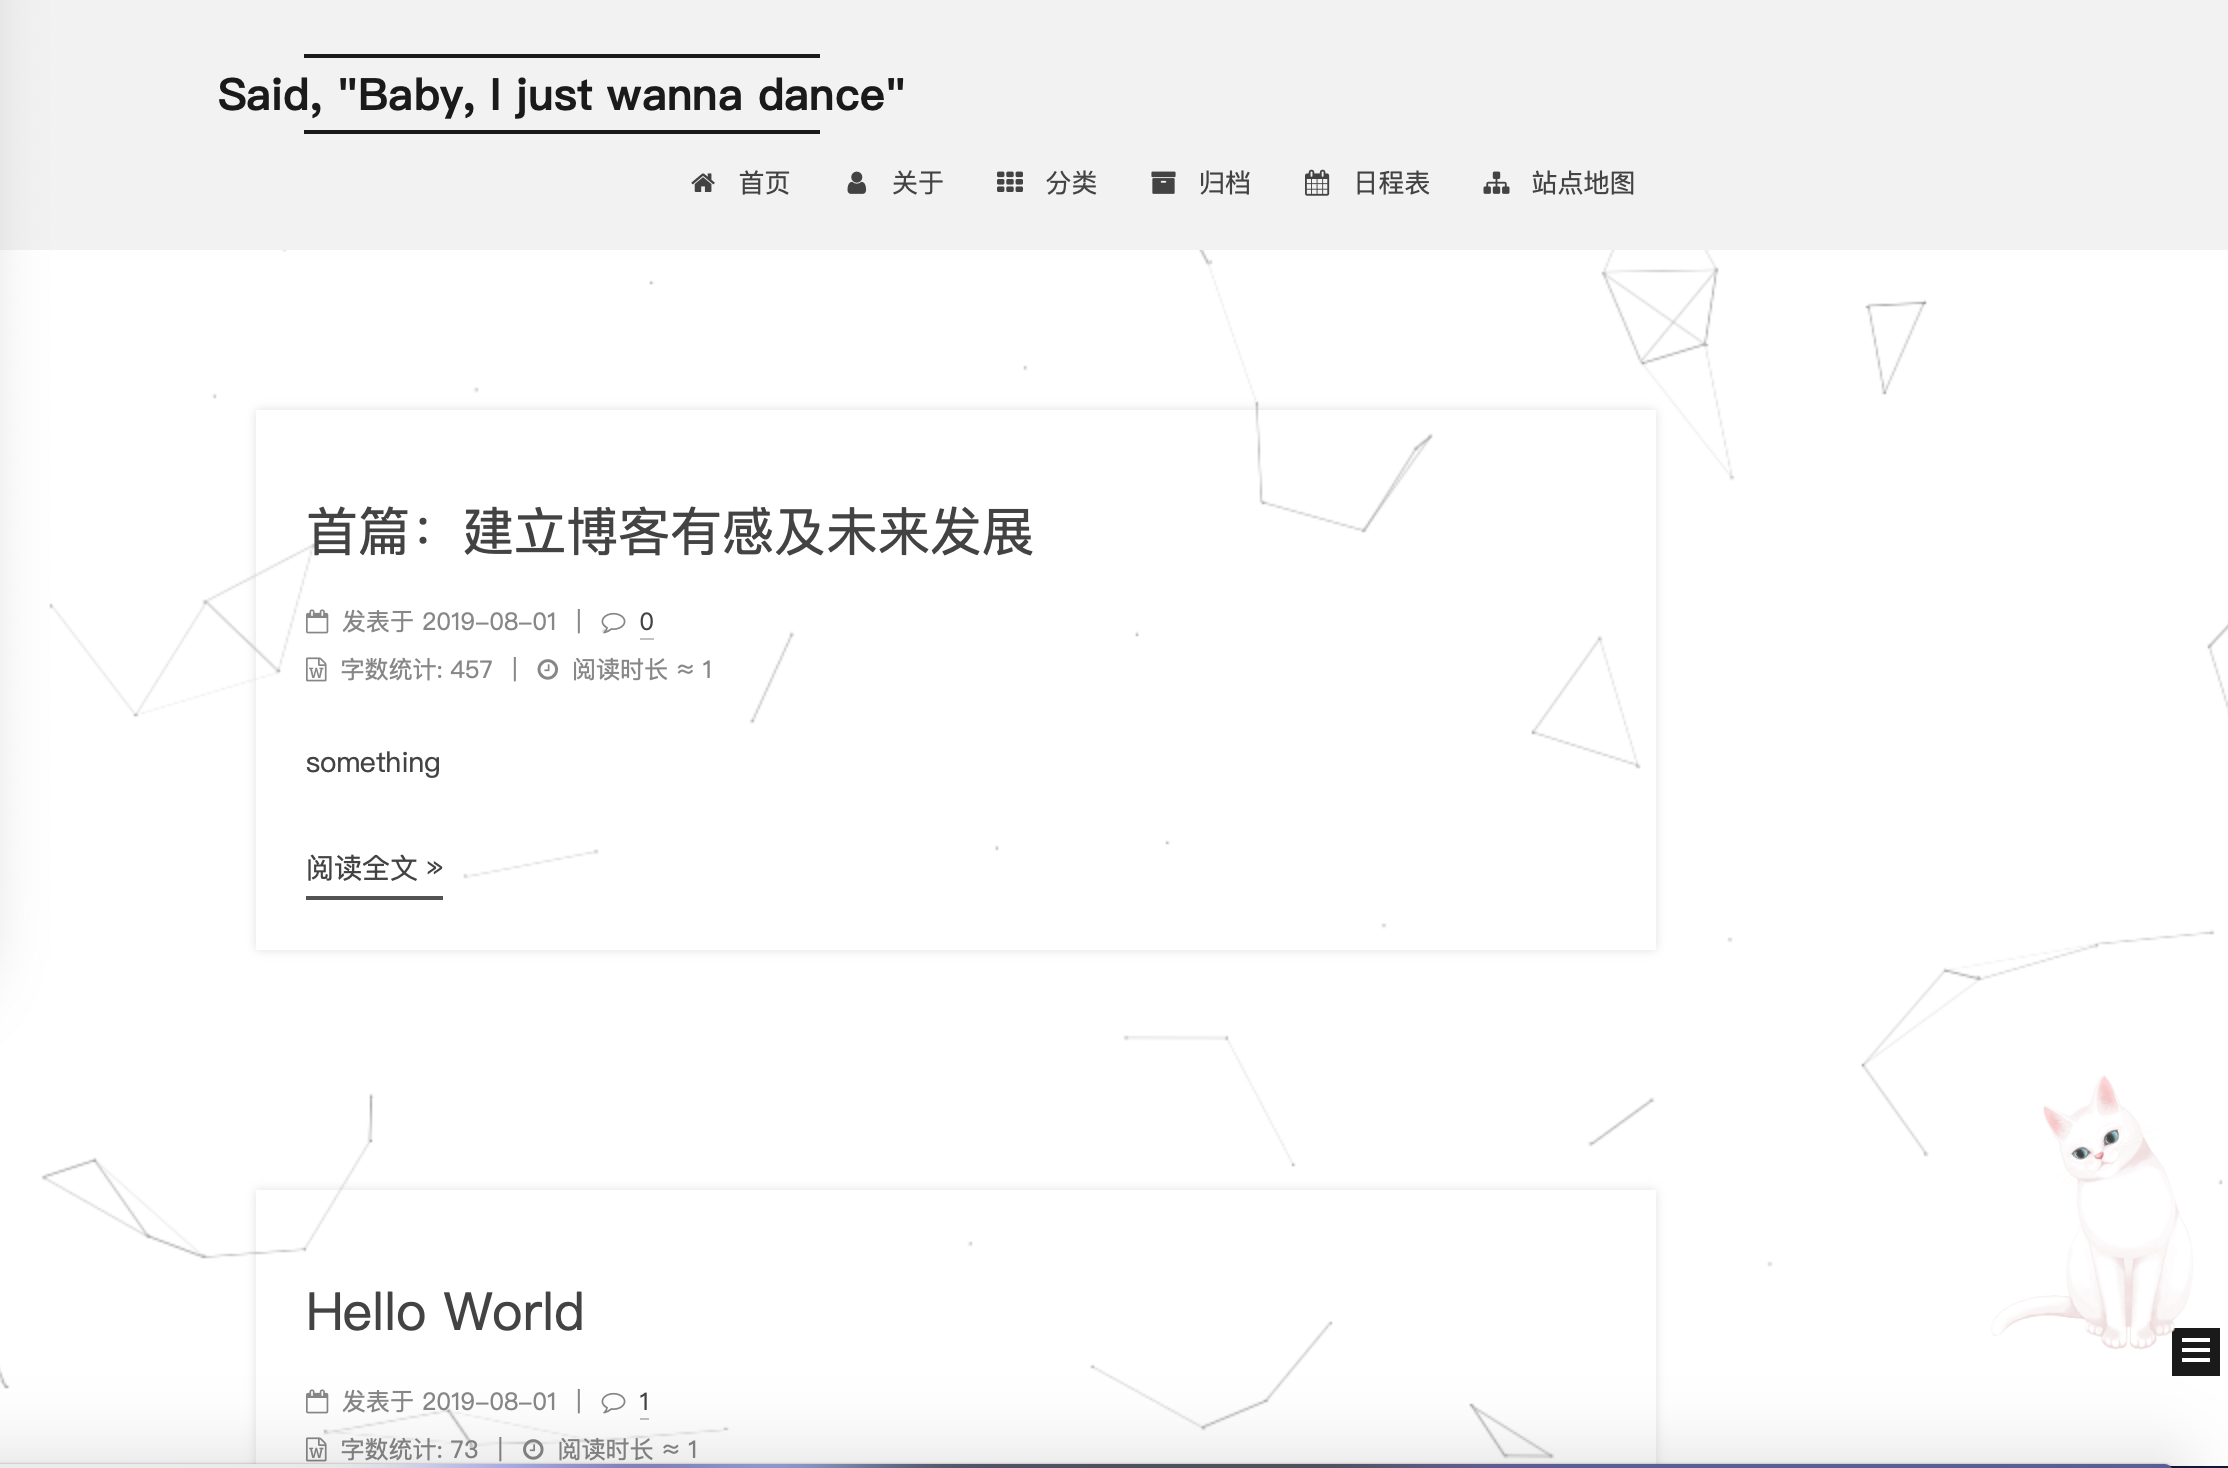 Said, "Baby, I just wanna dance"
首页 关于 分类 归档 日程表 站点地图
首篇：建立博客有感及未来发展
发表于 2019-08-01 | 0
字数统计: 457 | 阅读时长 ≈ 1
something
阅读全文 »
Hello World
发表于 2019-08-01 | 1
字数统计: 73 | 阅读时长 ≈ 1